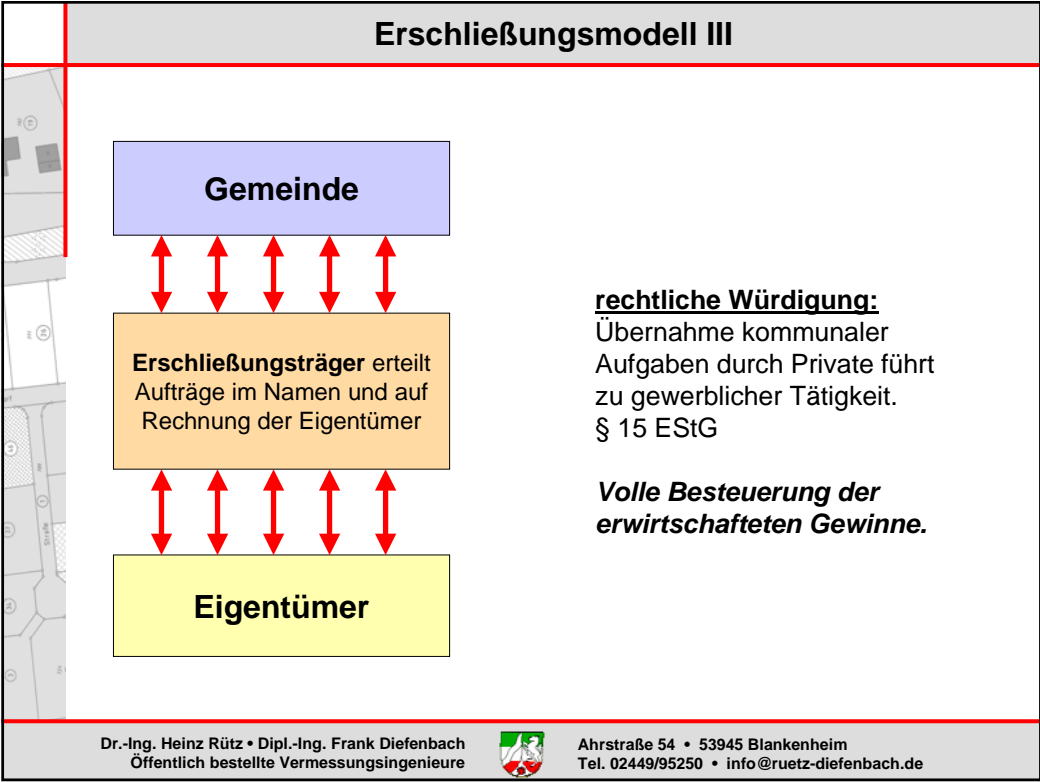 Erschließungsmodell III
Gemeinde
Erschließungsträger erteilt
Aufträge im Namen und auf
Rechnung der Eigentümer
Eigentümer
rechtliche Würdigung:
Übernahme kommunaler
Aufgaben durch Private führt
zu gewerblicher Tätigkeit.
§ 15 EStG
Volle Besteuerung der
erwirtschafteten Gewinne.
Dr.-Ing. Heinz Rütz • Dipl.-Ing. Frank Diefenbach
Öffentlich bestellte Vermessungsingenieure
Ahrstraße 54 • 53945 Blankenheim
Tel. 02449/95250 • info@ruetz-diefenbach.de